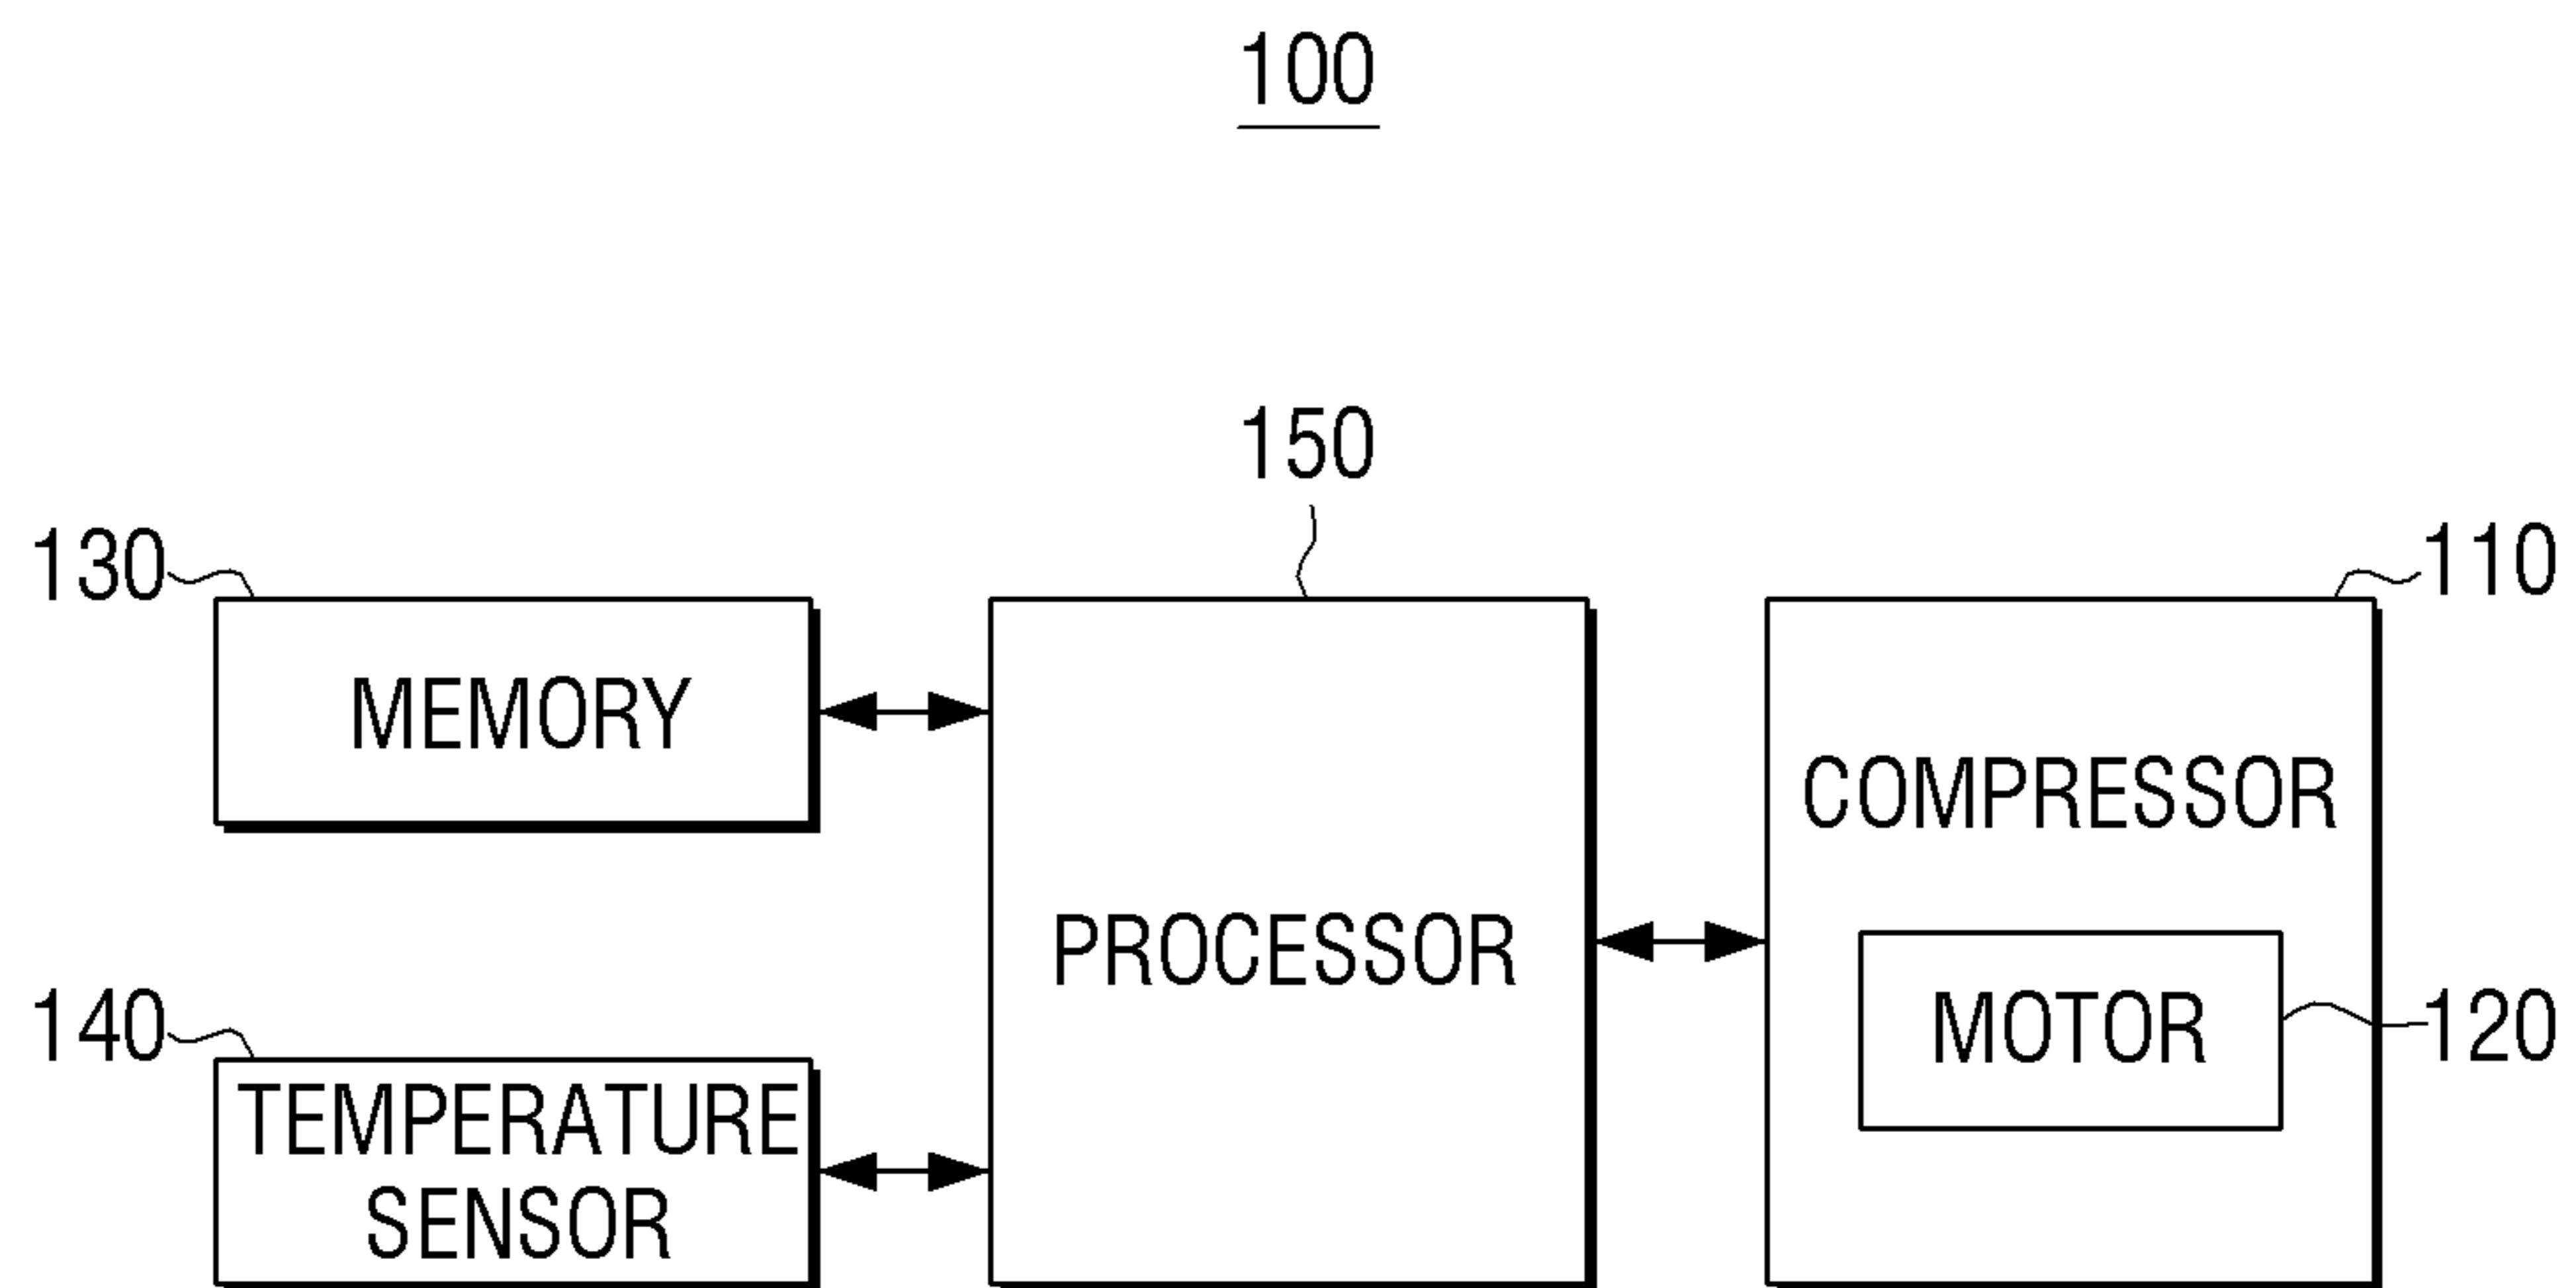 100
150
130
110
MEMORY
COMPRESSOR
PROCESSOR
140
MOTOR
120
TEMPERATURE
SENSOR